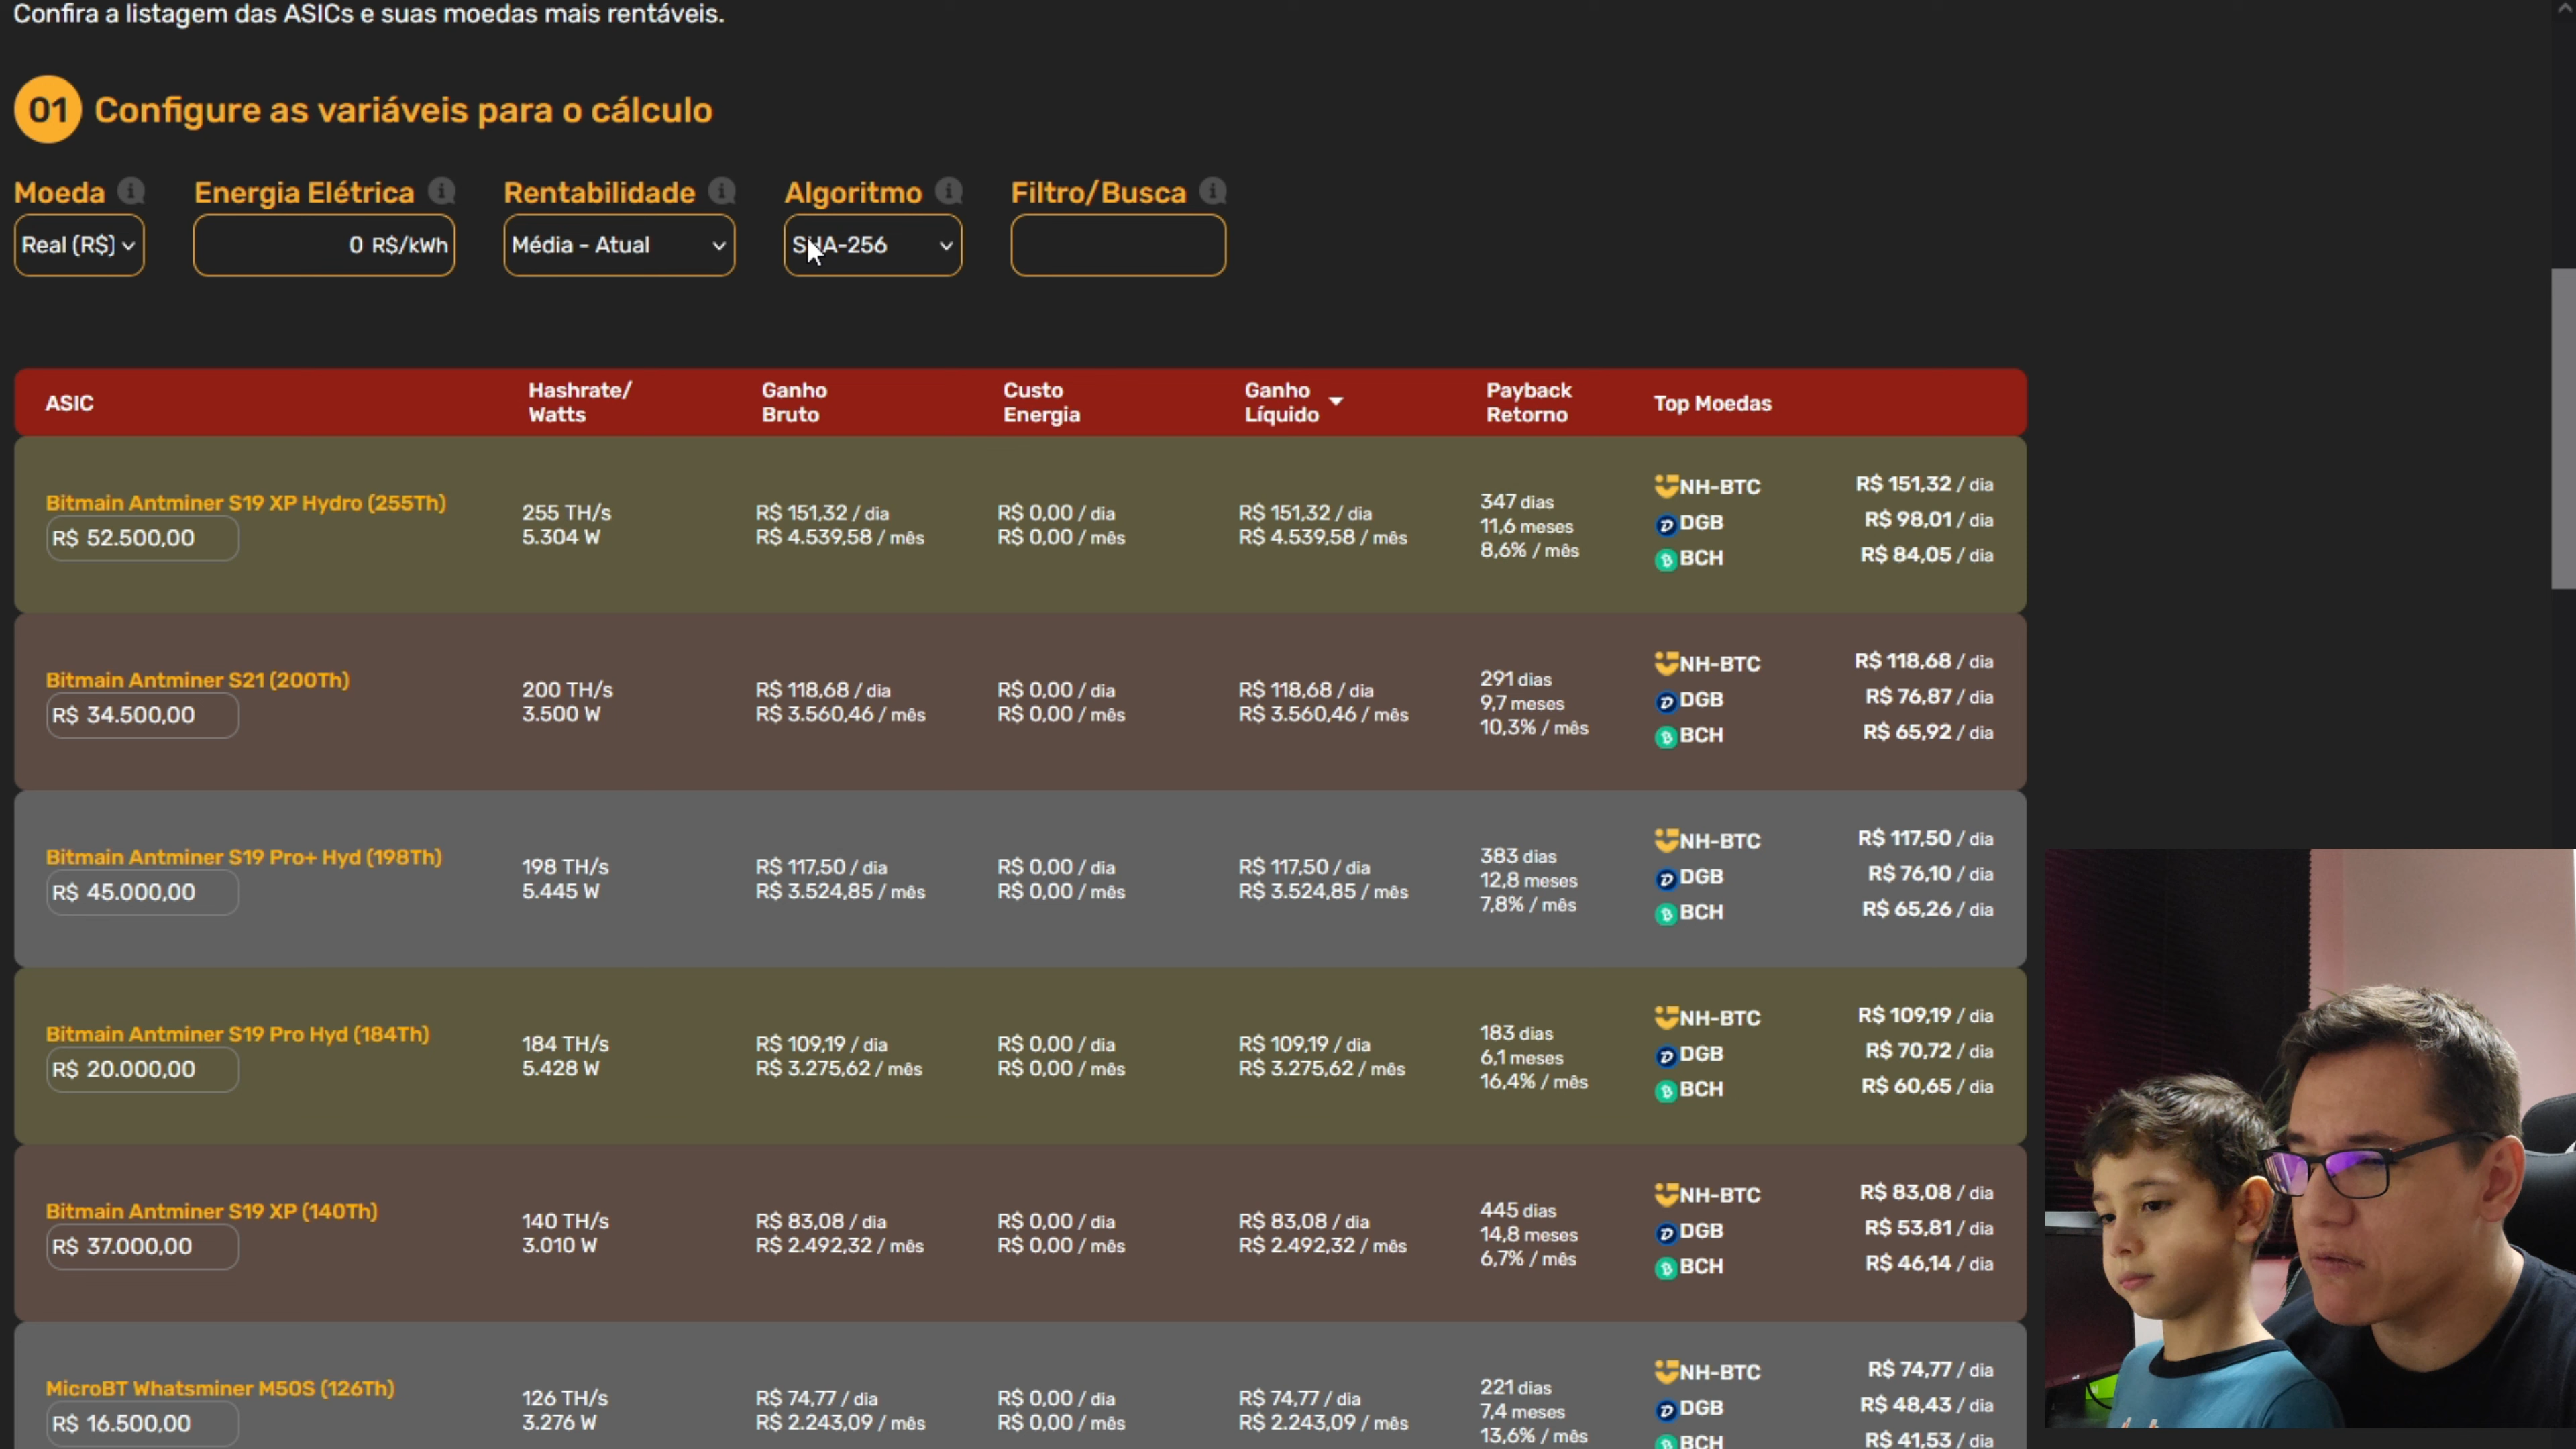 Confira a listagem das ASICs e suas moedas mais rentáveis.
01 Configure as variáveis para o cálculo
Moeda Energia Elétrica Rentabilidade Algoritmo Filtro/Busca
Real (R$) 0 R$/kWh Média - Atual SHA-256
ASIC Hashrate/ Watts Ganho Bruto Custo Energia Ganho Líquido Payback Retorno Top Moedas
Bitmain Antminer S19 XP Hydro (255Th)
R$ 52.500,00
255 TH/s
5.304 W
R$ 151,32 / dia
R$ 4.539,58 / mês
R$ 0,00 / dia
R$ 0,00 / mês
R$ 151,32 / dia
R$ 4.539,58 / mês
347 dias
11,6 meses
8,6% / mês
NH-BTC R$ 151,32 / dia
DGB R$ 98,01 / dia
BCH R$ 84,05 / dia
Bitmain Antminer S21 (200Th)
R$ 34.500,00
200 TH/s
3.500 W
R$ 118,68 / dia
R$ 3.560,46 / mês
R$ 0,00 / dia
R$ 0,00 / mês
R$ 118,68 / dia
R$ 3.560,46 / mês
291 dias
9,7 meses
10,3% / mês
NH-BTC R$ 118,68 / dia
DGB R$ 76,87 / dia
BCH R$ 65,92 / dia
Bitmain Antminer S19 Pro+ Hyd (198Th)
R$ 45.000,00
198 TH/s
5.445 W
R$ 117,50 / dia
R$ 3.524,85 / mês
R$ 0,00 / dia
R$ 0,00 / mês
R$ 117,50 / dia
R$ 3.524,85 / mês
383 dias
12,8 meses
7,8% / mês
NH-BTC R$ 117,50 / dia
DGB R$ 76,10 / dia
BCH R$ 65,26 / dia
Bitmain Antminer S19 Pro Hyd (184Th)
R$ 20.000,00
184 TH/s
5.428 W
R$ 109,19 / dia
R$ 3.275,62 / mês
R$ 0,00 / dia
R$ 0,00 / mês
R$ 109,19 / dia
R$ 3.275,62 / mês
183 dias
6,1 meses
16,4% / mês
NH-BTC R$ 109,19 / dia
DGB R$ 70,72 / dia
BCH R$ 60,65 / dia
Bitmain Antminer S19 XP (140Th)
R$ 37.000,00
140 TH/s
3.010 W
R$ 83,08 / dia
R$ 2.492,32 / mês
R$ 0,00 / dia
R$ 0,00 / mês
R$ 83,08 / dia
R$ 2.492,32 / mês
445 dias
14,8 meses
6,7% / mês
NH-BTC R$ 83,08 / dia
DGB R$ 53,81 / dia
BCH R$ 46,14 / dia
MicroBT Whatsminer M50S (126Th)
R$ 16.500,00
126 TH/s
3.276 W
R$ 74,77 / dia
R$ 2.243,09 / mês
R$ 0,00 / dia
R$ 0,00 / mês
R$ 74,77 / dia
R$ 2.243,09 / mês
221 dias
7,4 meses
13,6% / mês
NH-BTC R$ 74,77 / dia
DGB R$ 48,43 / dia
BCH R$ 41,53 / dia